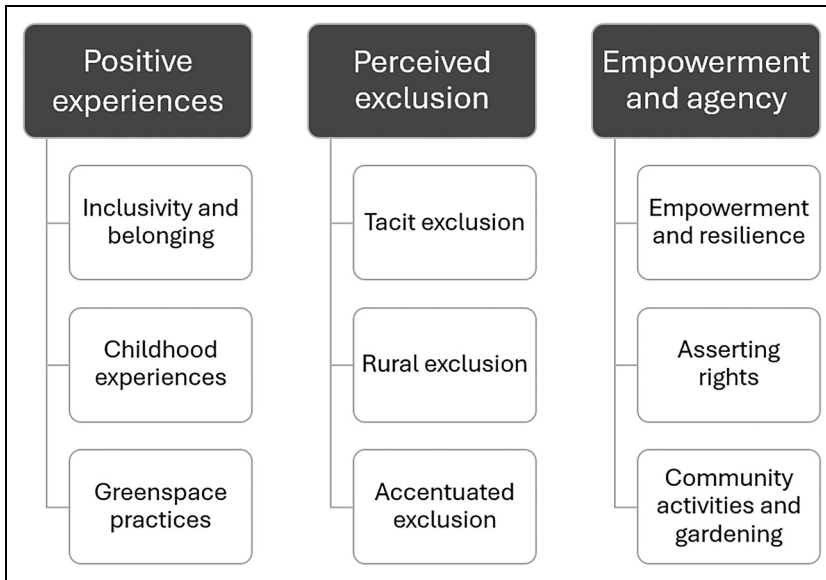 Positive
experiences
Inclusivity and
belonging
Childhood
experiences
Greenspace
practices
Perceived
exclusion
Tacit exclusion
Rural exclusion
Accentuated
exclusion
Empowerment
and agency
Empowerment
and resilience
Asserting
rights
Community
activities and
gardening